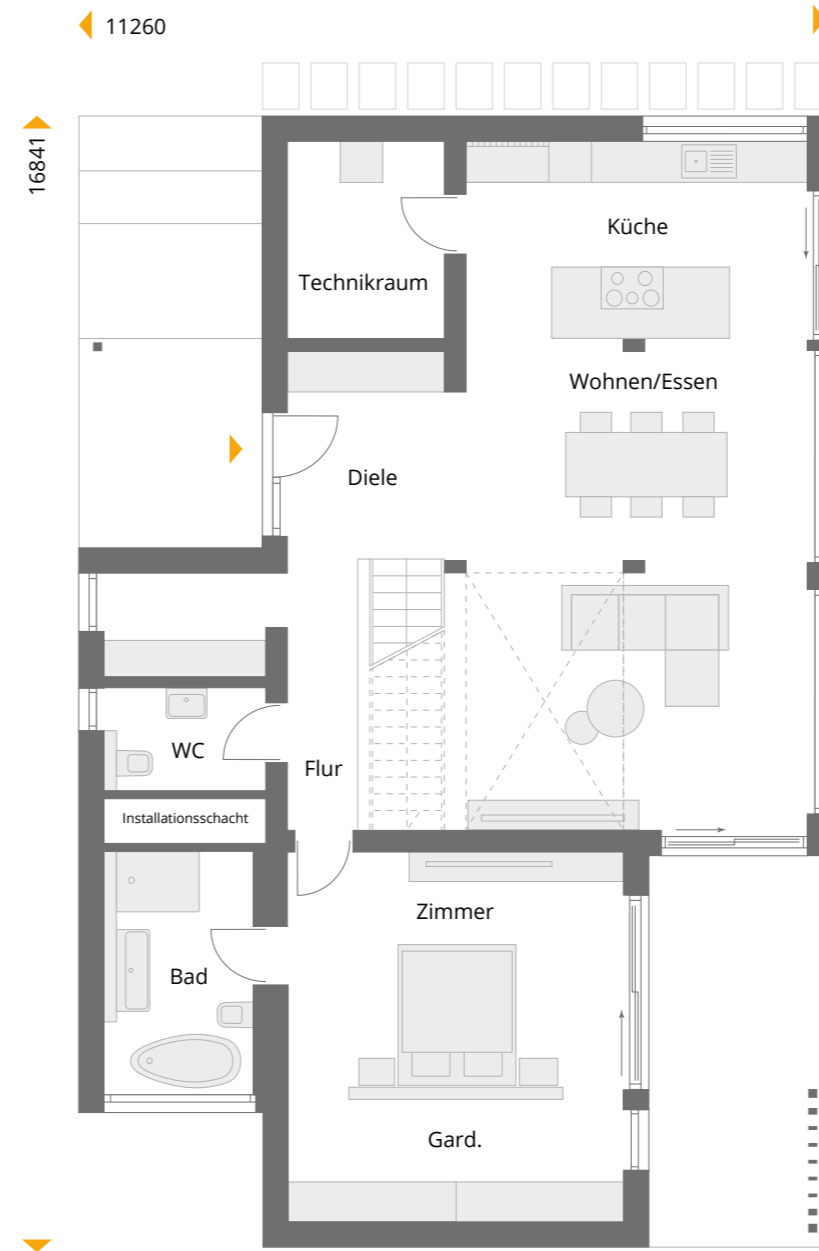 11260
16841
Küche
Technikraum
Wohnen/Essen
Diele
WC
Flur
Installationsschacht
Zimmer
Bad
Gard.